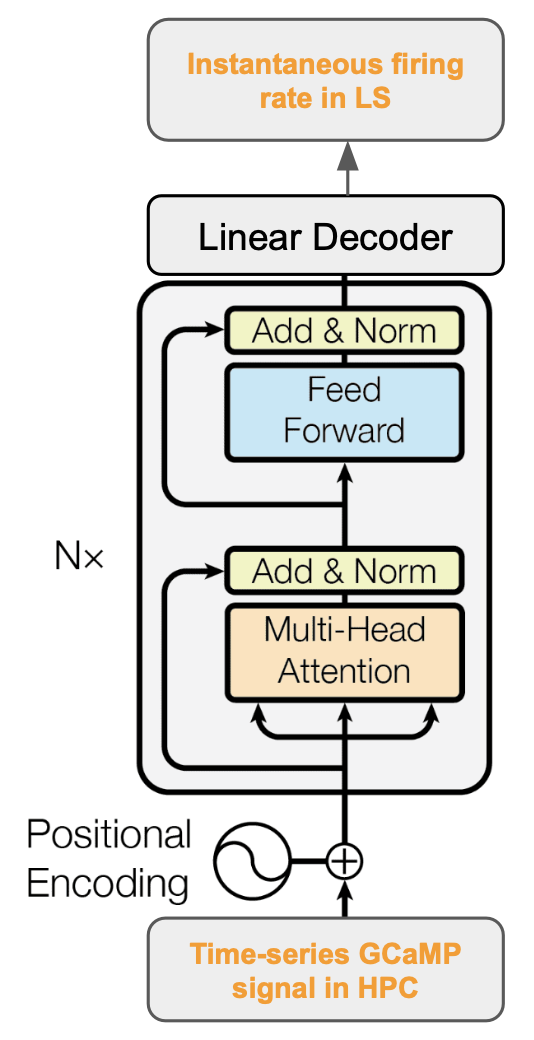 Instantaneous firing
rate in LS
Linear Decoder
Add & Norm
Feed
Forward
N×
Add & Norm
Multi-Head
Attention
Positional
Encoding
Time-series GCaMP
signal in HPC